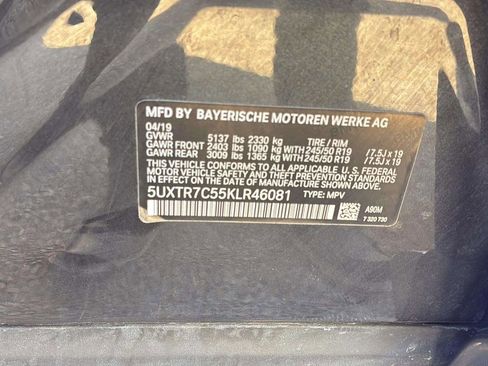 MFD BY BAYERISCHE MOTOREN WERKE AG
04/19
GVWR 5137 lbs 2330 kg TIRE / RIM
GAWR FRONT 2403 lbs 1090 kg WITH 245/50 R19 /7.5J x 19
GAWR REAR 3009 lbs 1365 kg WITH 245/50 R19 /7.5J x 19
THIS VEHICLE CONFORMS TO ALL APPLICABLE FEDERAL
MOTOR VEHICLE SAFETY, BUMPER AND THEFT PREVENTION
STANDARDS IN EFFECT ON THE DATE OF MANUFACTURE SHOWN ABOVE.
5UXTR7C55KLR46081 TYPE: MPV
A90M
7 320 730